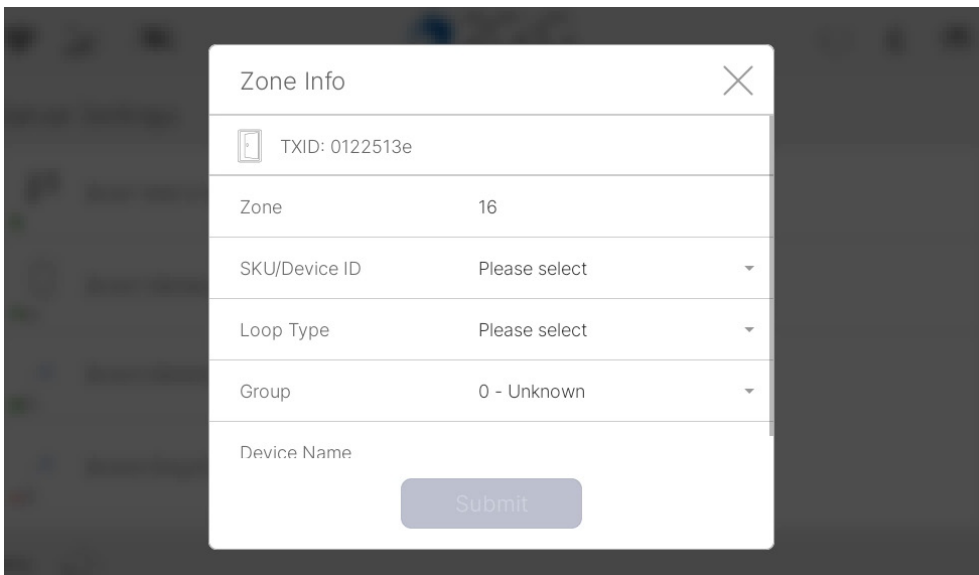 Zone Info
TXID: 0122513e
Zone 16
SKU/Device ID Please select
Loop Type Please select
Group 0 - Unknown
Device Name
Submit